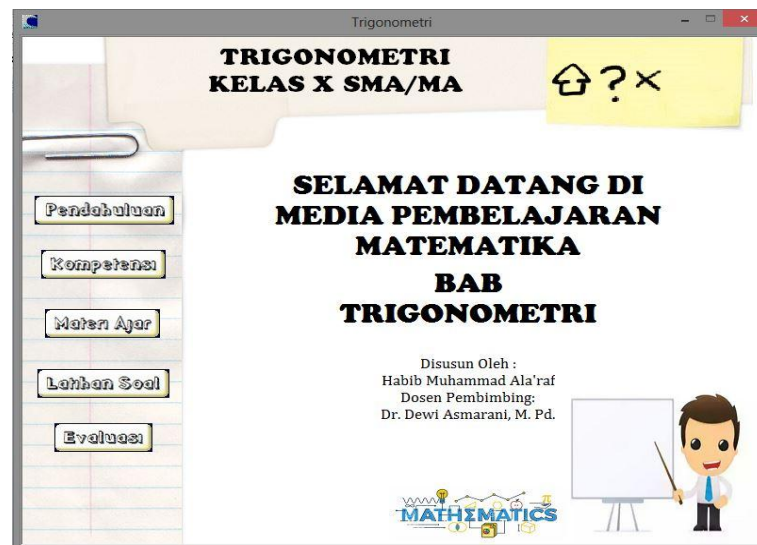 Trigonometri
TRIGONOMETRI
KELAS X SMA/MA
?
Pendahuluan
Kompetensi
Materi Ajar
Latihan Soal
Evaluasi
SELAMAT DATANG DI
MEDIA PEMBELAJARAN
MATEMATIKA
BAB
TRIGONOMETRI
Disusun Oleh :
Habib Muhammad Ala'raf
Dosen Pembimbing:
Dr. Dewi Asmarani, M. Pd.
MATHΣMATICS